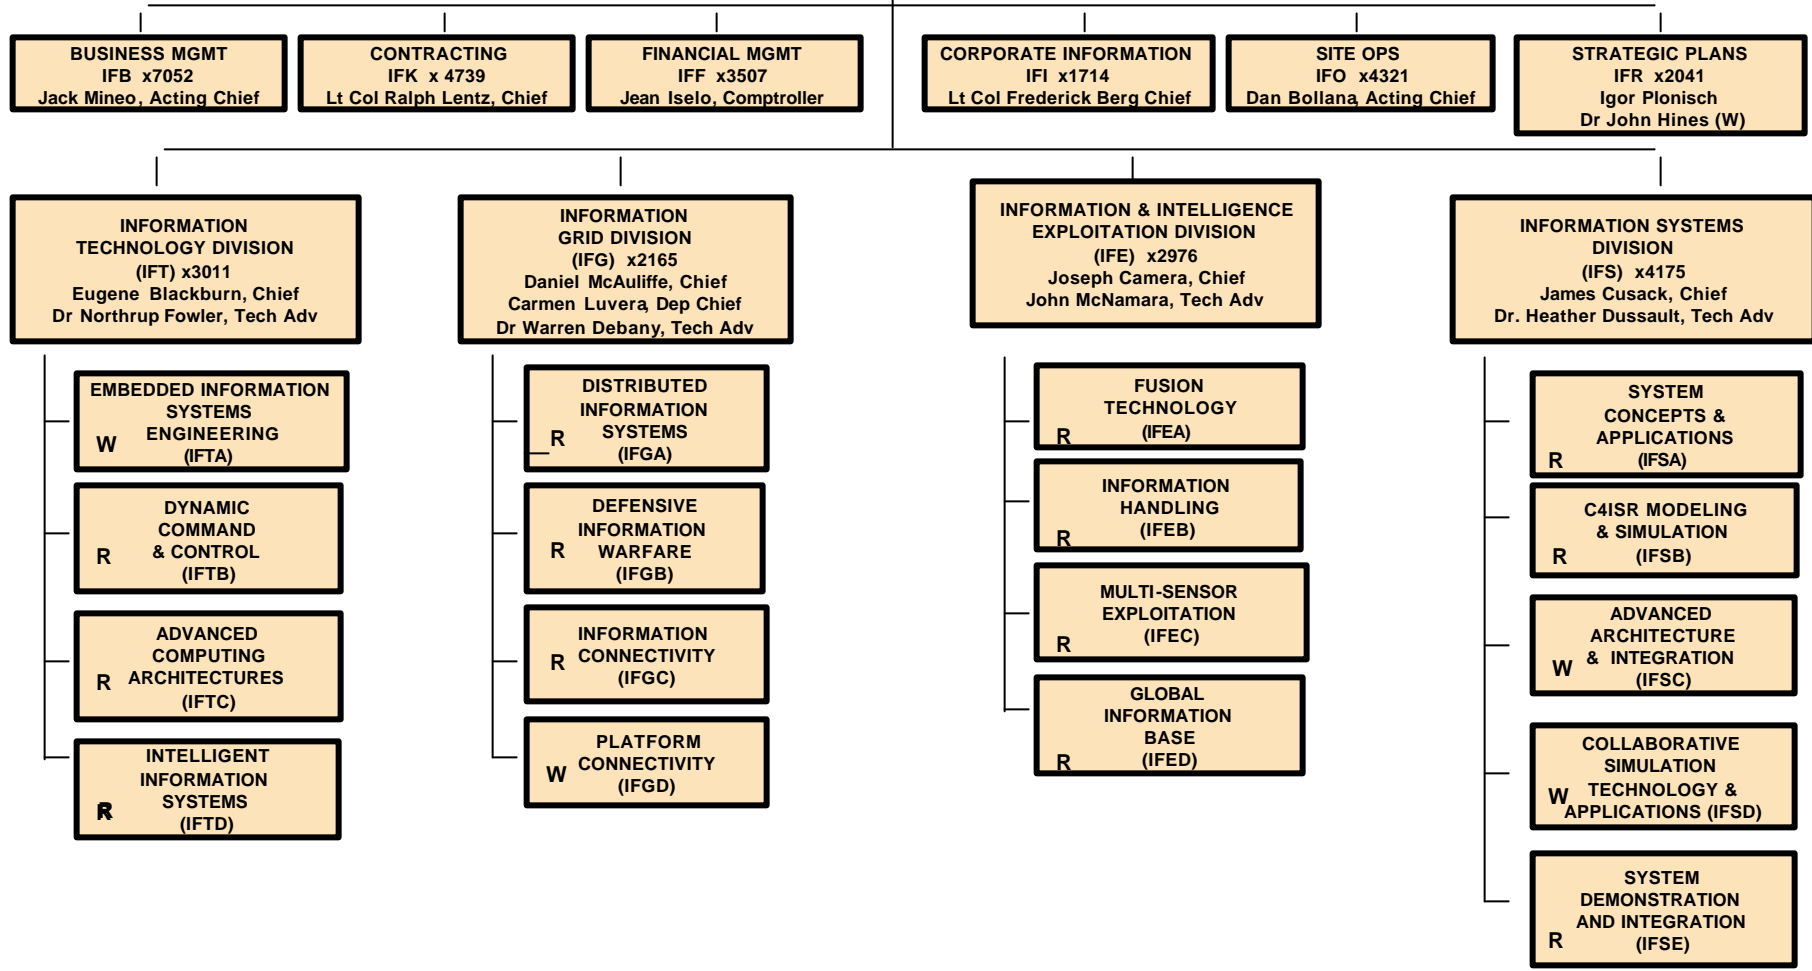 BUSINESS MGMT
IFB x7052
Jack Mineo, Acting Chief
CONTRACTING
IFK x 4739
Lt Col Ralph Lentz, Chief
FINANCIAL MGMT
IFF x3507
Jean Iselo, Comptroller
CORPORATE INFORMATION
IFI x1714
Lt Col Frederick Berg Chief
SITE OPS
IFO x4321
Dan Bollana, Acting Chief
STRATEGIC PLANS
IFR x2041
Igor Plonisch
Dr John Hines (W)
INFORMATION
TECHNOLOGY DIVISION
(IFT) x3011
Eugene Blackburn, Chief
Dr Northrup Fowler, Tech Adv
INFORMATION
GRID DIVISION
(IFG) x2165
Daniel McAuliffe, Chief
Carmen Luvera, Dep Chief
Dr Warren Debany, Tech Adv
INFORMATION & INTELLIGENCE
EXPLOITATION DIVISION
(IFE) x2976
Joseph Camera, Chief
John McNamara, Tech Adv
INFORMATION SYSTEMS
DIVISION
(IFS) x4175
James Cusack, Chief
Dr. Heather Dussault, Tech Adv
EMBEDDED INFORMATION
SYSTEMS
ENGINEERING
W
(IFTA)
DYNAMIC
COMMAND
& CONTROL
R
(IFTB)
ADVANCED
COMPUTING
R ARCHITECTURES
(IFTC)
INTELLIGENT
INFORMATION
SYSTEMS
R
(IFTD)
DISTRIBUTED
INFORMATION
SYSTEMS
R
(IFGA)
DEFENSIVE
INFORMATION
R WARFARE
(IFGB)
INFORMATION
R CONNECTIVITY
(IFGC)
PLATFORM
CONNECTIVITY
W
(IFGD)
FUSION
TECHNOLOGY
R (IFEA)
INFORMATION
HANDLING
(IFEB)
R
MULTI-SENSOR
EXPLOITATION
(IFEC)
R
GLOBAL
INFORMATION
BASE
R (IFED)
SYSTEM
CONCEPTS &
APPLICATIONS
R (IFSA)
C4ISR MODELING
& SIMULATION
R (IFSB)
ADVANCED
ARCHITECTURE
& INTEGRATION
W
(IFSC)
COLLABORATIVE
SIMULATION
W TECHNOLOGY &
APPLICATIONS (IFSD)
SYSTEM
DEMONSTRATION
AND INTEGRATION
R (IFSE)